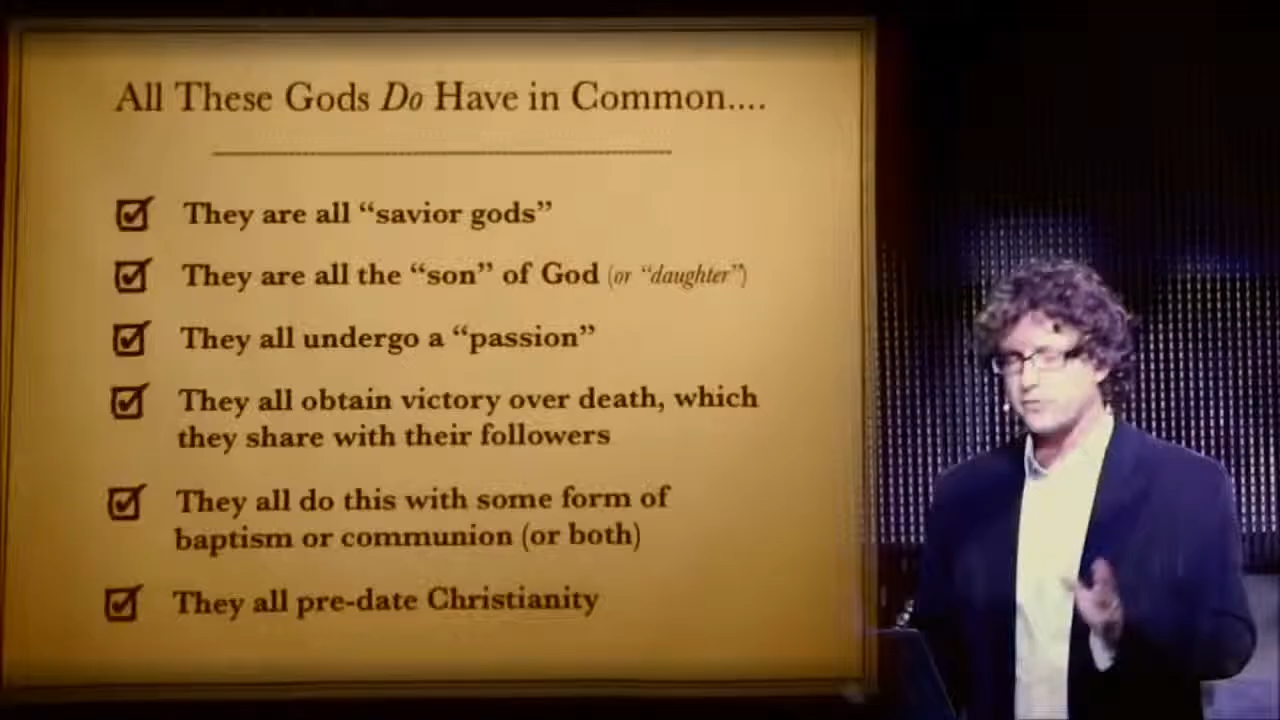 All These Gods Do Have in Common....
They are all “savior gods”
They are all the “son” of God (or “daughter”)
They all undergo a “passion”
They all obtain victory over death, which
they share with their followers
They all do this with some form of
baptism or communion (or both)
They all pre-date Christianity